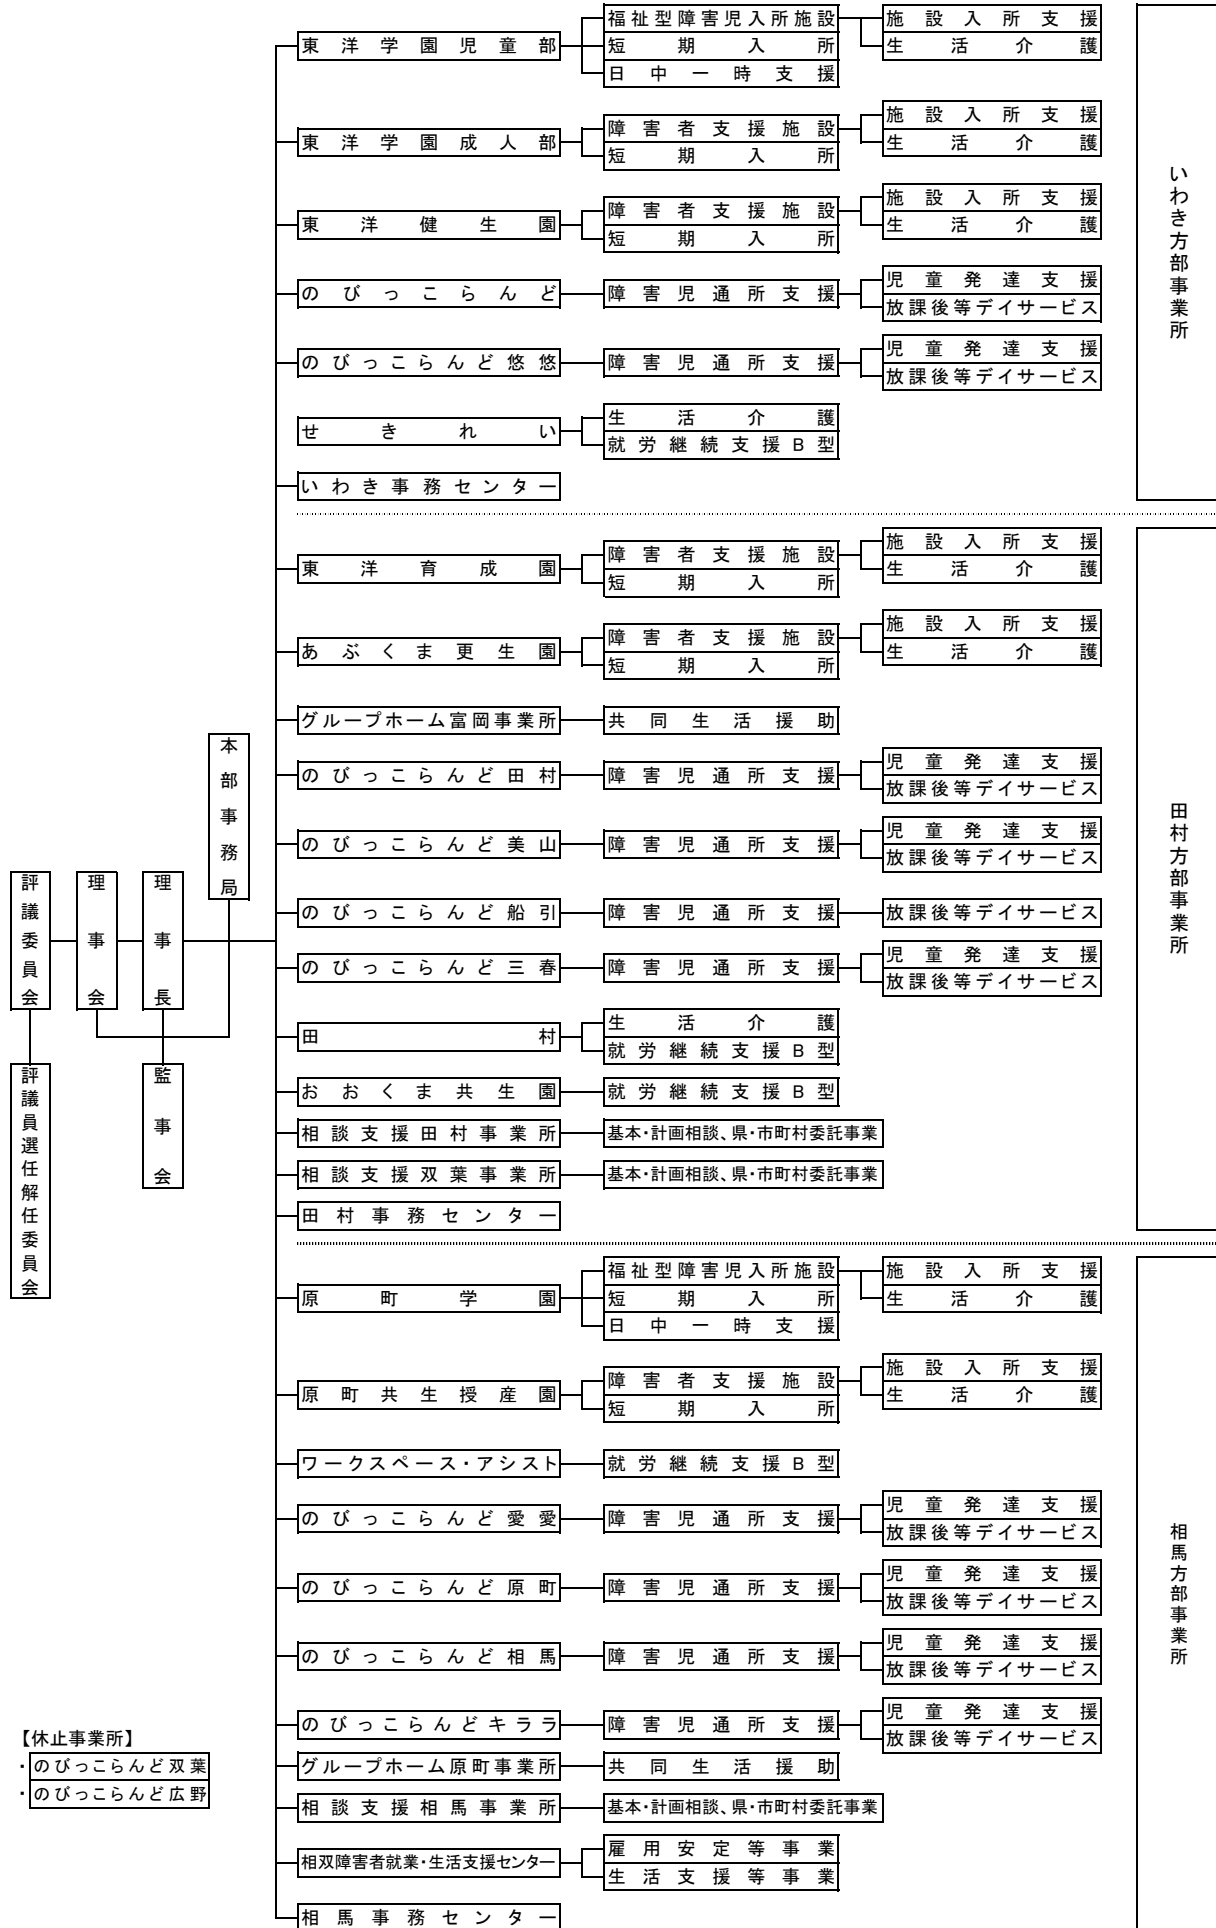 福祉型障害児入所施設
施設入所支援
東洋学園児童部
短期入所
生活介護
日中一時支援
障害者支援施設
施設入所支援
東洋学園成人部
短期入所
生活介護
障害者支援施設
施設入所支援
東洋健生園
短期入所
生活介護
のびっこらんど
障害児通所支援
児童発達支援
放課後等デイサービス
のびっこらんど悠悠
障害児通所支援
児童発達支援
放課後等デイサービス
せきれい
生活介護
就労継続支援B型
いわき事務センター
いわき方部事業所
東洋育成園
障害者支援施設
短期入所
施設入所支援
生活介護
あぶくま更生園
障害者支援施設
短期入所
施設入所支援
生活介護
グループホーム富岡事業所
共同生活援助
のびっこらんど田村
障害児通所支援
児童発達支援
放課後等デイサービス
のびっこらんど美山
障害児通所支援
児童発達支援
放課後等デイサービス
のびっこらんど船引
障害児通所支援
放課後等デイサービス
のびっこらんど三春
障害児通所支援
児童発達支援
放課後等デイサービス
田村
生活介護
就労継続支援B型
おおくま共生園
就労継続支援B型
相談支援田村事業所
基本・計画相談、県・市町村委託事業
相談支援双葉事業所
基本・計画相談、県・市町村委託事業
田村事務センター
田村方部事業所
本部事務局
評議委員会
理事会
理事長
評議員選任解任委員会
監事会
原町学園
福祉型障害児入所施設
短期入所
日中一時支援
施設入所支援
生活介護
原町共生授産園
障害者支援施設
短期入所
施設入所支援
生活介護
ワークスペース・アシスト
就労継続支援B型
のびっこらんど愛愛
障害児通所支援
児童発達支援
放課後等デイサービス
のびっこらんど原町
障害児通所支援
児童発達支援
放課後等デイサービス
のびっこらんど相馬
障害児通所支援
児童発達支援
放課後等デイサービス
のびっこらんどキララ
障害児通所支援
児童発達支援
放課後等デイサービス
グループホーム原町事業所
共同生活援助
相談支援相馬事業所
基本・計画相談、県・市町村委託事業
相双障害者就業・生活支援センター
雇用安定等事業
生活支援等事業
相馬事務センター
相馬方部事業所
【休止事業所】
・のびっこらんど双葉
・のびっこらんど広野